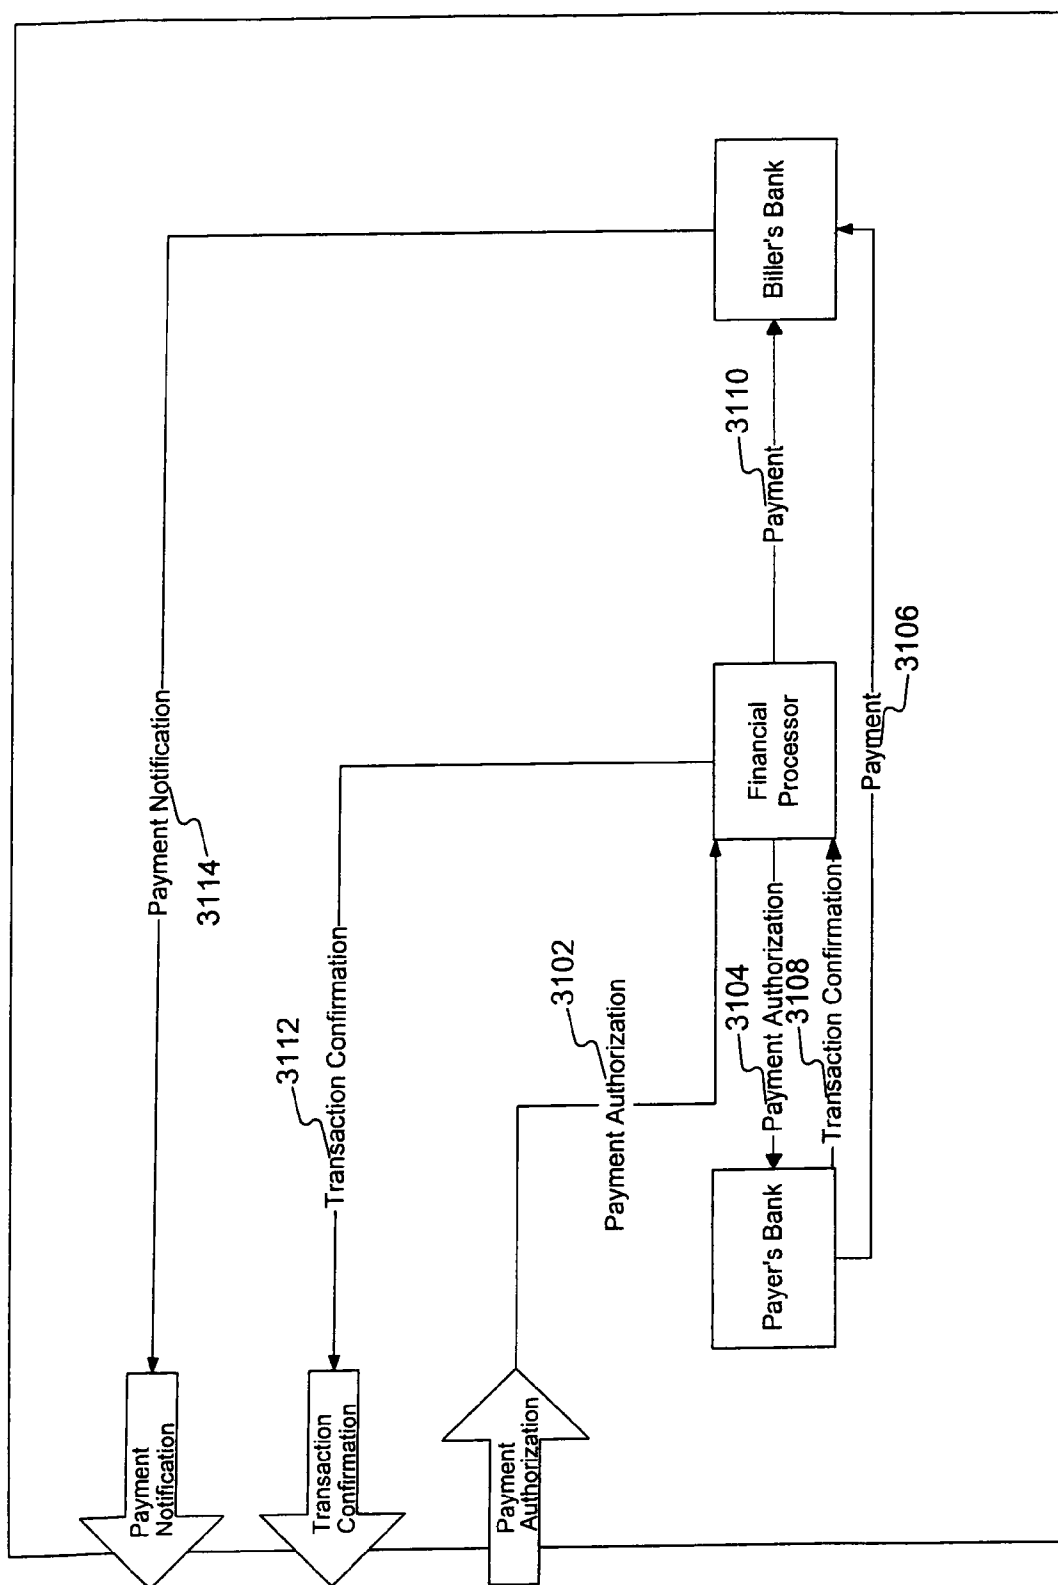 Payment
Notification
Payment Notification
3114
Transaction
Confirmation
Transaction Confirmation
3112
Payment
Authorization
Payment Authorization
3102
Payer's Bank
Payment Authorization
3104
Transaction Confirmation
3108
Financial
Processor
Payment
3110
Biller's Bank
Payment
3106